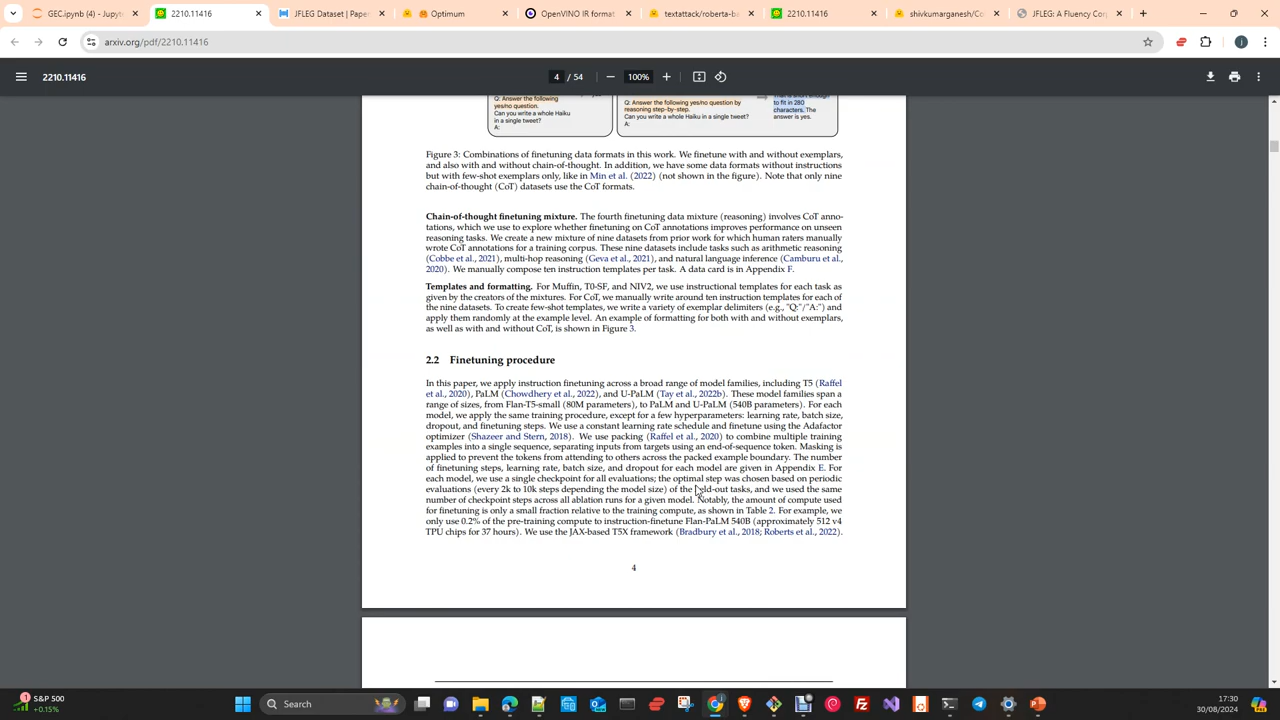 GEC.ipynb (4) - Jupyt
2210.11416
JFLEG Dataset | Paper
Optimum
OpenVINO IR format
textattack/roberta-b
2210.11416
shivkumarganesh/Co
JFLEG: A Fluency Cor
arxiv.org/pdf/2210.11416
2210.11416
4 / 54
100%
Q: Answer the following
yes/no question.
Can you write a whole Haiku
in a single tweet?
A:
Q: Answer the following yes/no question by
reasoning step-by-step.
Can you write a whole Haiku in a single tweet?
A:
to fit in 280
characters. The
answer is yes.
Figure 3: Combinations of finetuning data formats in this work. We finetune with and without exemplars,
and also with and without chain-of-thought. In addition, we have some data formats without instructions
but with few-shot exemplars only, like in Min et al. (2022) (not shown in the figure). Note that only nine
chain-of-thought (CoT) datasets use the CoT formats.
Chain-of-thought finetuning mixture. The fourth finetuning data mixture (reasoning) involves CoT anno-
tations, which we use to explore whether finetuning on CoT annotations improves performance on unseen
reasoning tasks. We create a new mixture of nine datasets from prior work for which human raters manually
wrote CoT annotations for a training corpus. These nine datasets include tasks such as arithmetic reasoning
(Cobbe et al., 2021), multi-hop reasoning (Geva et al., 2021), and natural language inference (Camburu et al.,
2020). We manually compose ten instruction templates per task. A data card is in Appendix F.
Templates and formatting. For Muffin, T0-SF, and NIV2, we use instructional templates for each task as
given by the creators of the mixtures. For CoT, we manually write around ten instruction templates for each of
the nine datasets. To create few-shot templates, we write a variety of exemplar delimiters (e.g., "Q:"/"A:") and
apply them randomly at the example level. An example of formatting for both with and without exemplars,
as well as with and without CoT, is shown in Figure 3.
2.2 Finetuning procedure
In this paper, we apply instruction finetuning across a broad range of model families, including T5 (Raffel
et al., 2020), PaLM (Chowdhery et al., 2022), and U-PaLM (Tay et al., 2022b). These model families span a
range of sizes, from Flan-T5-small (80M parameters), to PaLM and U-PaLM (540B parameters). For each
model, we apply the same training procedure, except for a few hyperparameters: learning rate, batch size,
dropout, and finetuning steps. We use a constant learning rate schedule and finetune using the Adafactor
optimizer (Shazeer and Stern, 2018). We use packing (Raffel et al., 2020) to combine multiple training
examples into a single sequence, separating inputs from targets using an end-of-sequence token. Masking is
applied to prevent the tokens from attending to others across the packed example boundary. The number
of finetuning steps, learning rate, batch size, and dropout for each model are given in Appendix E. For
each model, we use a single checkpoint for all evaluations; the optimal step was chosen based on periodic
evaluations (every 2k to 10k steps depending the model size) of the held-out tasks, and we used the same
number of checkpoint steps across all ablation runs for a given model. Notably, the amount of compute used
for finetuning is only a small fraction relative to the training compute, as shown in Table 2. For example, we
only use 0.2% of the pre-training compute to instruction-finetune Flan-PaLM 540B (approximately 512 v4
TPU chips for 37 hours). We use the JAX-based T5X framework (Bradbury et al., 2018; Roberts et al., 2022).
4
S&P 500
+0.15%
Search
17:30
30/08/2024